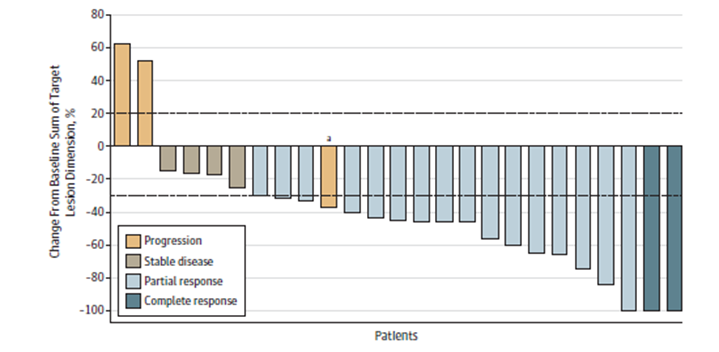 Change From Baseline Sum of Target
Lesion Dimension, %
80
60
40
20
0
-20
-40
-60
-80
-100
a
Progression
Stable disease
Partial response
Complete response
Patients